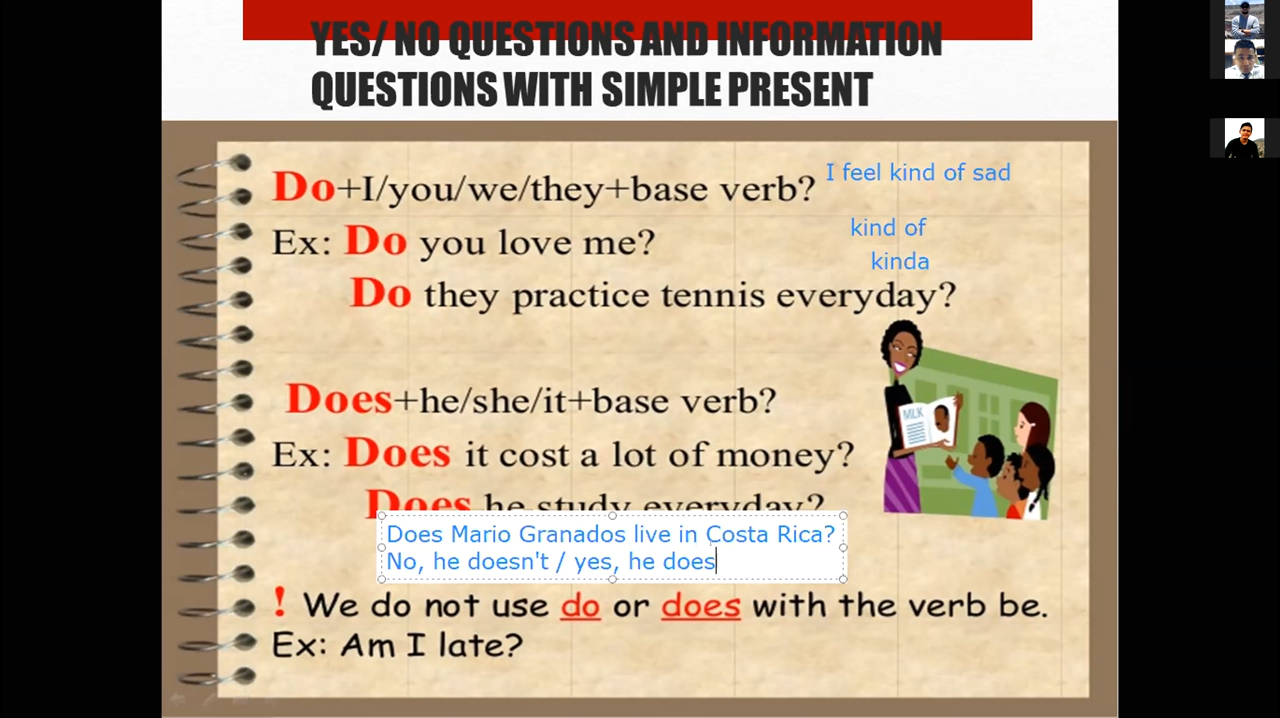 YES/ NO QUESTIONS AND INFORMATION
QUESTIONS WITH SIMPLE PRESENT
Do+I/you/we/they+base verb?
I feel kind of sad
Ex: Do you love me?
kind of
kinda
Do they practice tennis everyday?
Does+he/she/it+base verb?
MLK
Ex: Does it cost a lot of money?
Does he study everyday?
Does Mario Granados live in Costa Rica?
No, he doesn't / yes, he does
! We do not use do or does with the verb be.
Ex: Am I late?